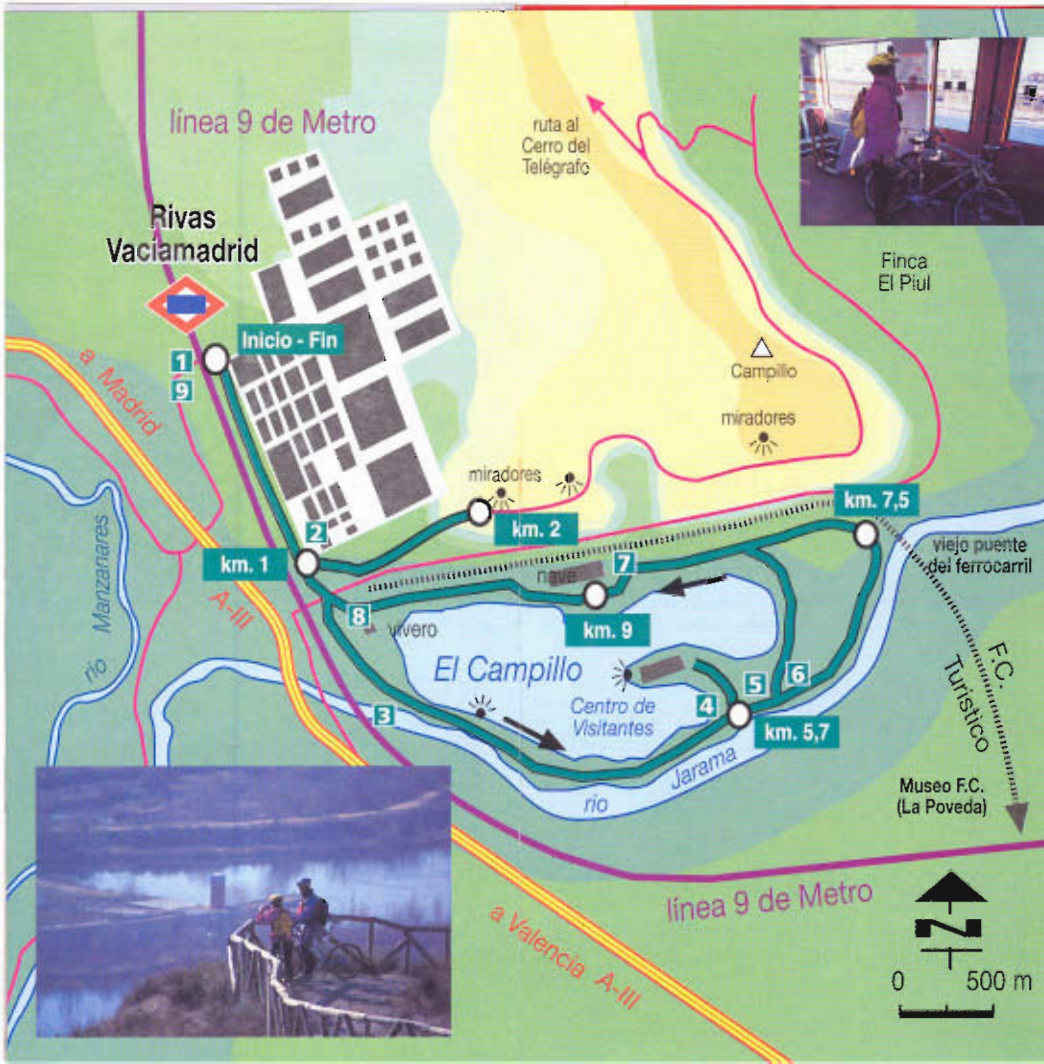 línea 9 de Metro
ruta al
Cerro del
Telégrafo
Rivas
Vaciamadrid
Finca
El Piul
Inicio - Fin
1
9
a Madrid
Campillo
miradores
miradores
km. 2
km. 7,5
2
km. 1
viejo puente
del ferrocarril
nave
7
río Manzanares
A-III
8
vivero
km. 9
El Campillo
F.C.
Turistico
Centro de
Visitantes
3
4
5
6
km. 5,7
río Jarama
Museo F.C.
(La Poveda)
línea 9 de Metro
a Valencia A-III
N
0 500 m